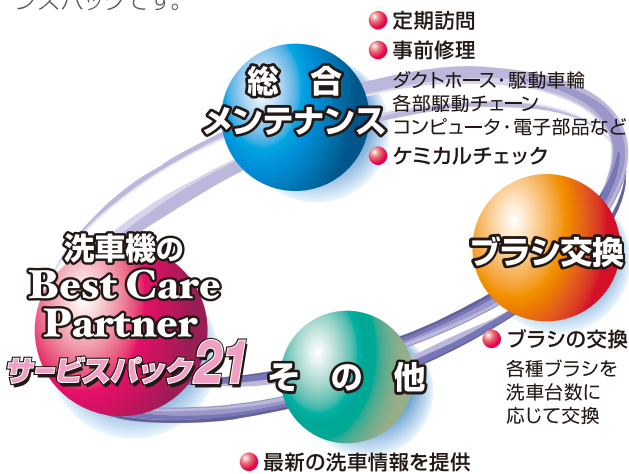 ンスパックです。
● 定期訪問
● 事前修理
ダクトホース・駆動車輪
各部駆動チェーン
コンピュータ・電子部品など
● ケミカルチェック
総合
メンテナンス
洗車機の
Best Care
Partner
サービスパック21
ブラシ交換
● ブラシの交換
各種ブラシを
洗車台数に
応じて交換
その他
● 最新の洗車情報を提供